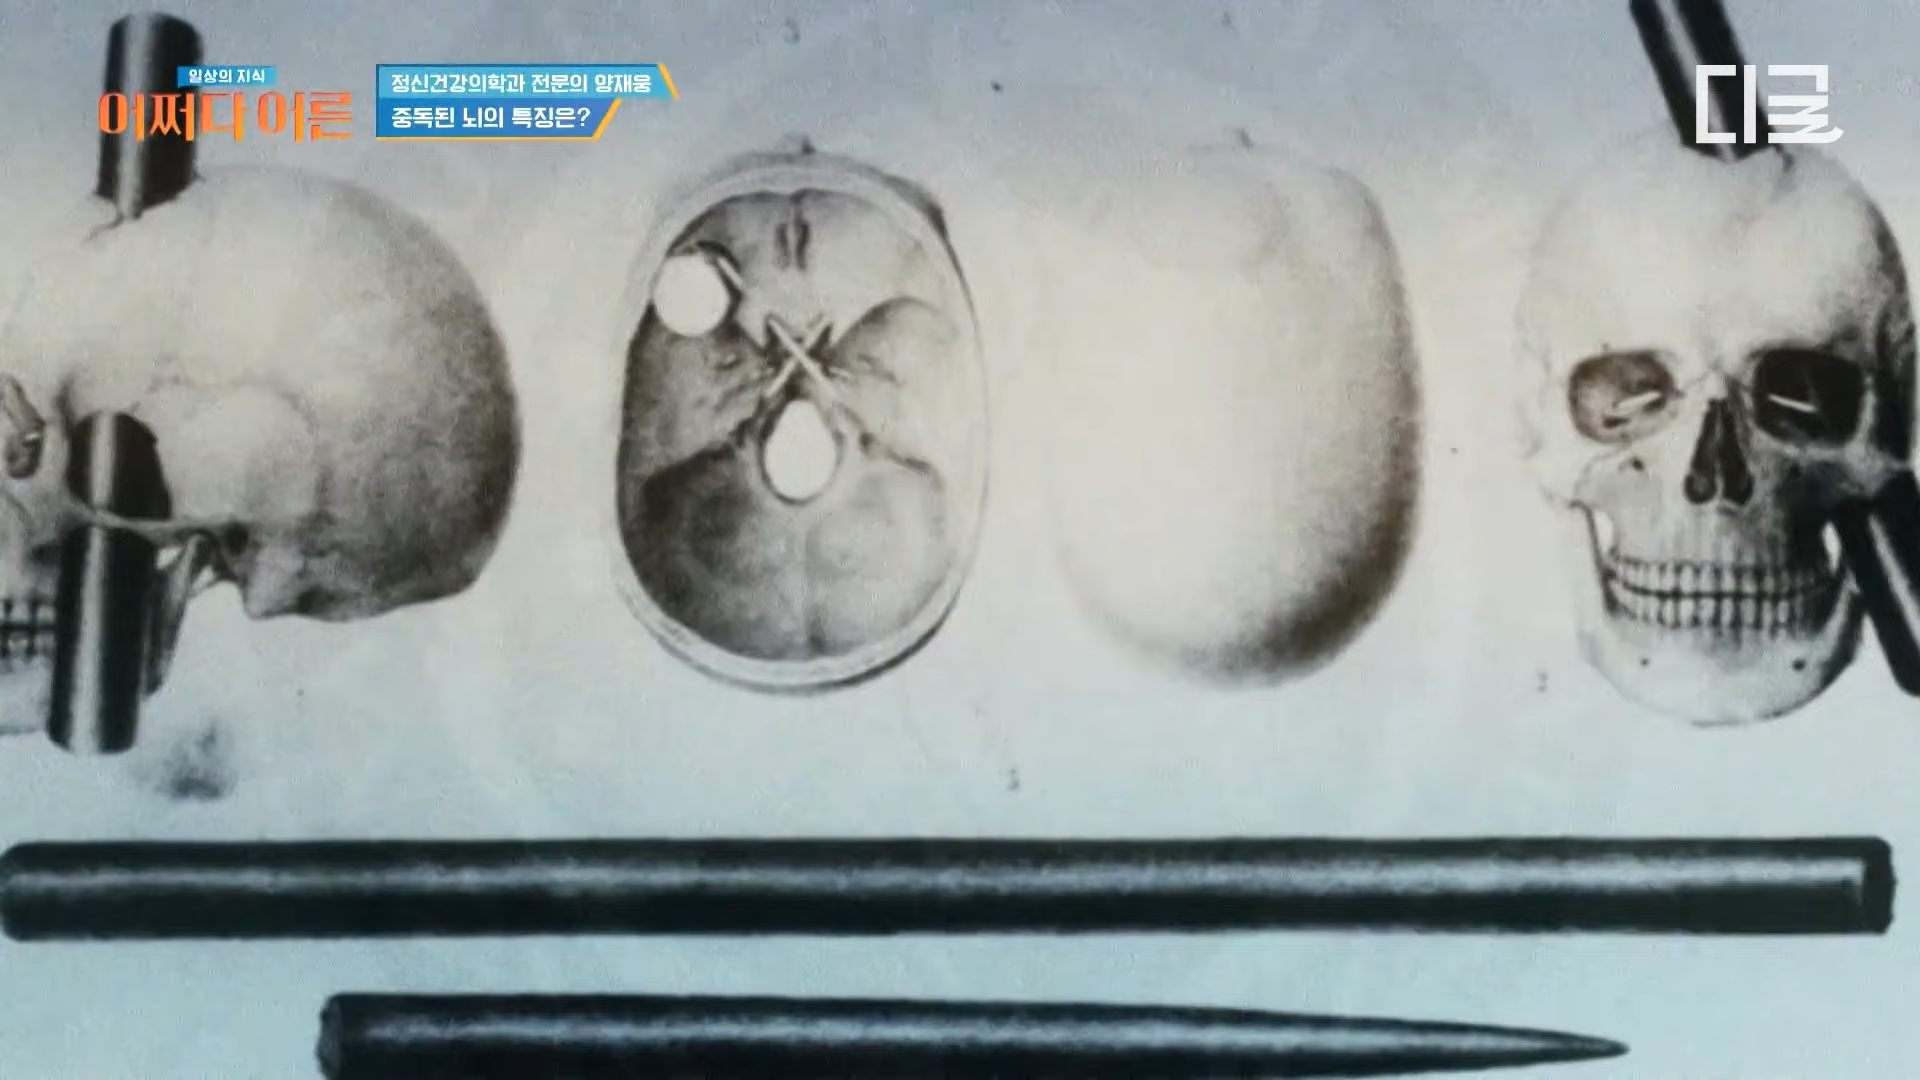 일상의 지식
어쩌다 어른
정신건강의학과 전문의 양재웅
중독된 뇌의 특징은?
디글